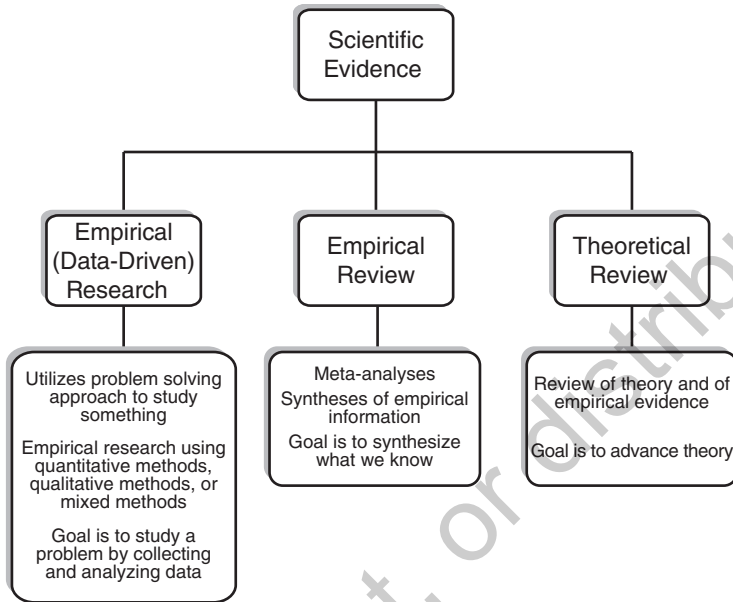 Scientific
Evidence
Empirical
(Data-Driven)
Research
Empirical
Review
Theoretical
Review
Utilizes problem solving
approach to study
something
Empirical research using
quantitative methods,
qualitative methods, or
mixed methods
Goal is to study a
problem by collecting
and analyzing data
Meta-analyses
Syntheses of empirical
information
Goal is to synthesize
what we know
Review of theory and of
empirical evidence
Goal is to advance theory
or